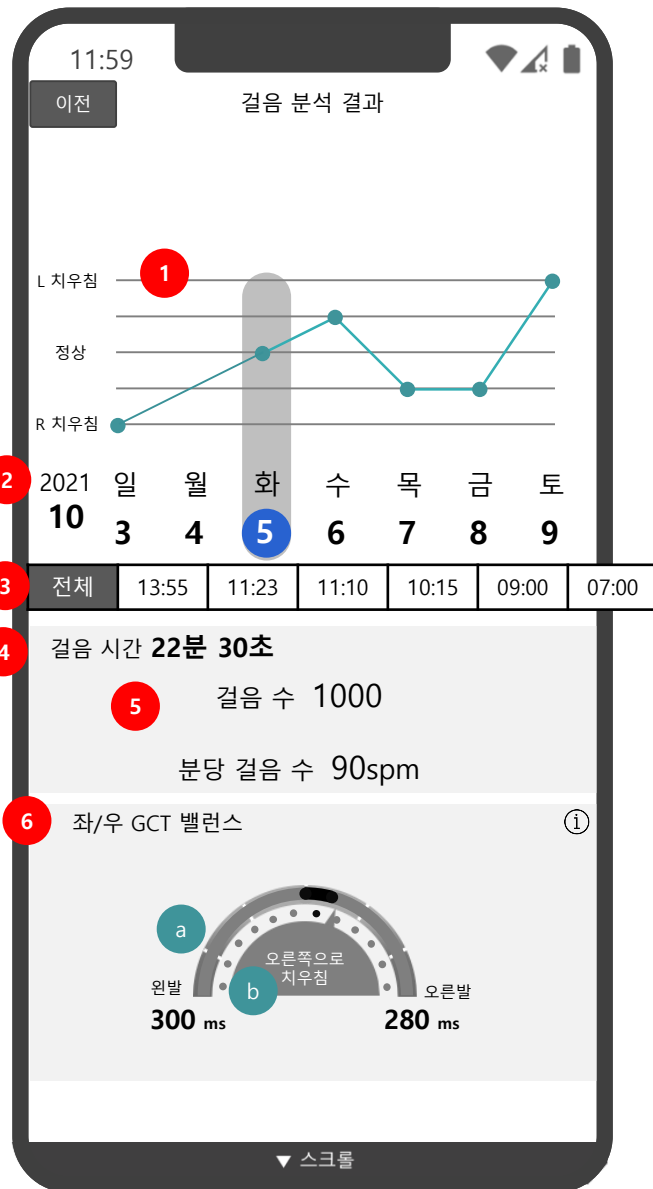 11:59
이전
걸음 분석 결과
1
L 치우침
정상
R 치우침
2
2021 일 월 화 수 목 금 토
10 3 4 5 6 7 8 9
3
전체 13:55 11:23 11:10 10:15 09:00 07:00
4
걸음 시간 22분 30초
5
걸음 수 1000
분당 걸음 수 90spm
6
좌/우 GCT 밸런스
i
a
오른쪽으로
치우침
b
왼발 오른발
300 ms 280 ms
▼ 스크롤